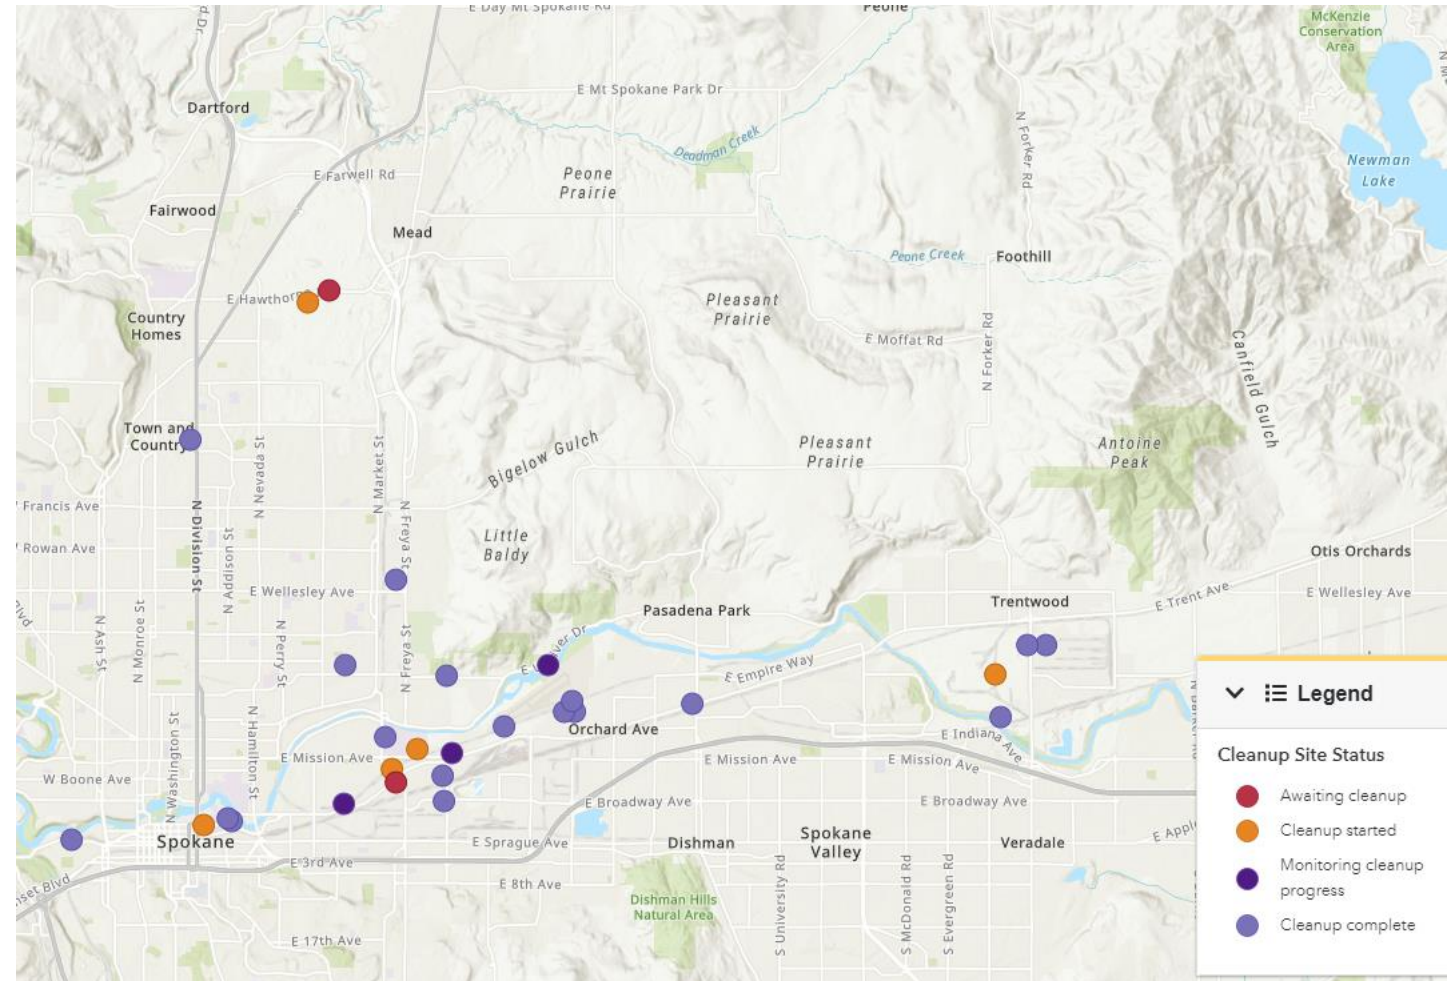 E Day Mt Spokane Rd
Peone
McKenzie
Conservation
Area
E Mt Spokane Park Dr
Dartford
N Forker Rd
Deadman Creek
Newman
Lake
E Farwell Rd
Peone
Prairie
Fairwood
Mead
Peone Creek
Foothill
E Hawthorne
Pleasant
Prairie
Country
Homes
E Moffat Rd
N Forker Rd
Canfield Gulch
Town and
Country
N Nevada St
N Market St
Bigelow Gulch
Pleasant
Prairie
Antoine
Peak
Francis Ave
N Division St
N Addison St
N Freya St
Little
Baldy
Rowan Ave
Otis Orchards
E Wellesley Ave
E Wellesley Ave
E Trent Ave
Trentwood
Pasadena Park
N Ash St
N Monroe St
N Perry St
N Freya St
E Empire Way
Legend
N Washington St
N Hamilton St
Orchard Ave
E Indiana Ave
E Mission Ave
E Mission Ave
E Mission Ave
W Boone Ave
Cleanup Site Status
Awaiting cleanup
E Broadway Ave
E Broadway Ave
Cleanup started
Spokane
E Sprague Ave
Dishman
Spokane
Valley
Veradale
E 3rd Ave
Monitoring cleanup
progress
E 8th Ave
Dishman Hills
Natural Area
S University Rd
S McDonald Rd
S Evergreen Rd
Cleanup complete
E 17th Ave